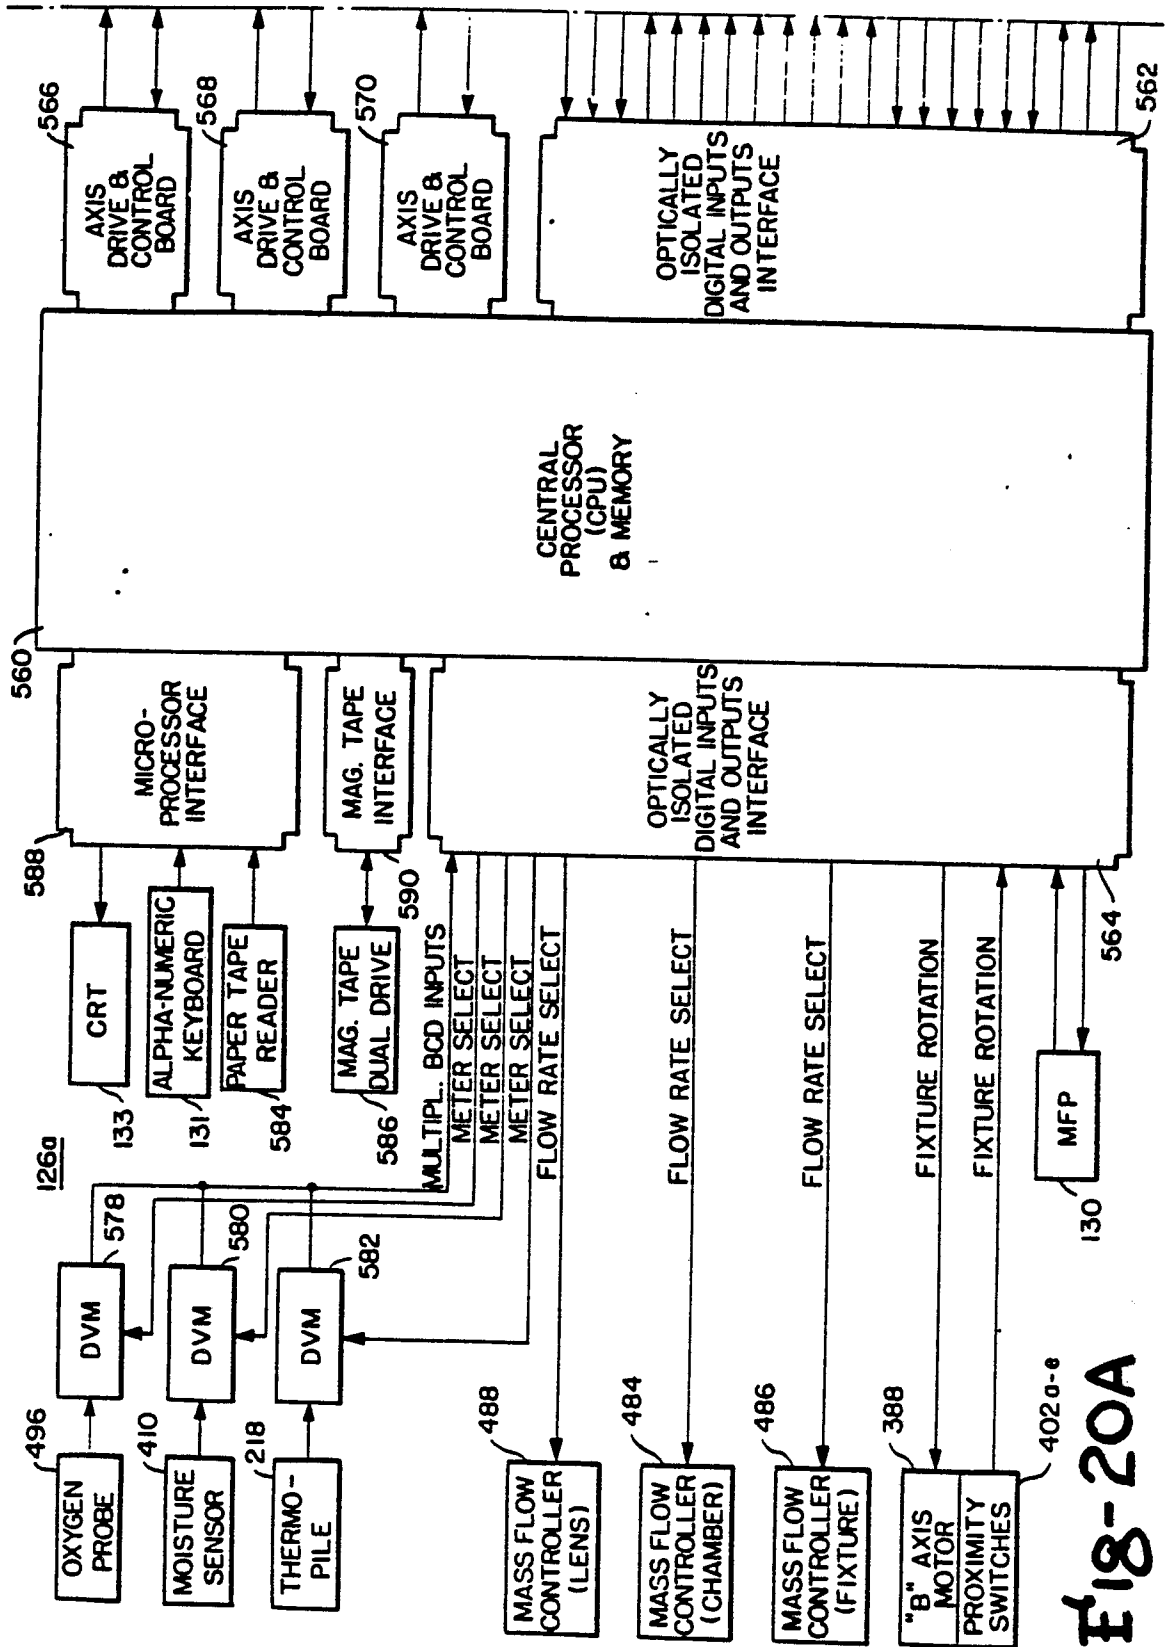 126a
OXYGEN
PROBE
496
MOISTURE
SENSOR
410
THERMO-
PILE
218
DVM
578
DVM
580
DVM
582
CRT
133
ALPHA-NUMERIC
KEYBOARD
131
PAPER TAPE
READER
584
MAG. TAPE
DUAL DRIVE
586
MICRO-
PROCESSOR
INTERFACE
588
MAG. TAPE
INTERFACE
590
560
CENTRAL
PROCESSOR
(CPU)
& MEMORY
AXIS
DRIVE &
CONTROL
BOARD
566
AXIS
DRIVE &
CONTROL
BOARD
568
AXIS
DRIVE &
CONTROL
BOARD
570
OPTICALLY
ISOLATED
DIGITAL INPUTS
AND OUTPUTS
INTERFACE
562
OPTICALLY
ISOLATED
DIGITAL INPUTS
AND OUTPUTS
INTERFACE
564
MULTIPL. BCD INPUTS
METER SELECT
METER SELECT
METER SELECT
FLOW RATE SELECT
FLOW RATE SELECT
FLOW RATE SELECT
FIXTURE ROTATION
FIXTURE ROTATION
MASS FLOW
CONTROLLER
(LENS)
488
MASS FLOW
CONTROLLER
(CHAMBER)
484
MASS FLOW
CONTROLLER
(FIXTURE)
486
"B" AXIS
MOTOR
388
PROXIMITY
SWITCHES
402a-e
MFP
130
Fig-20A